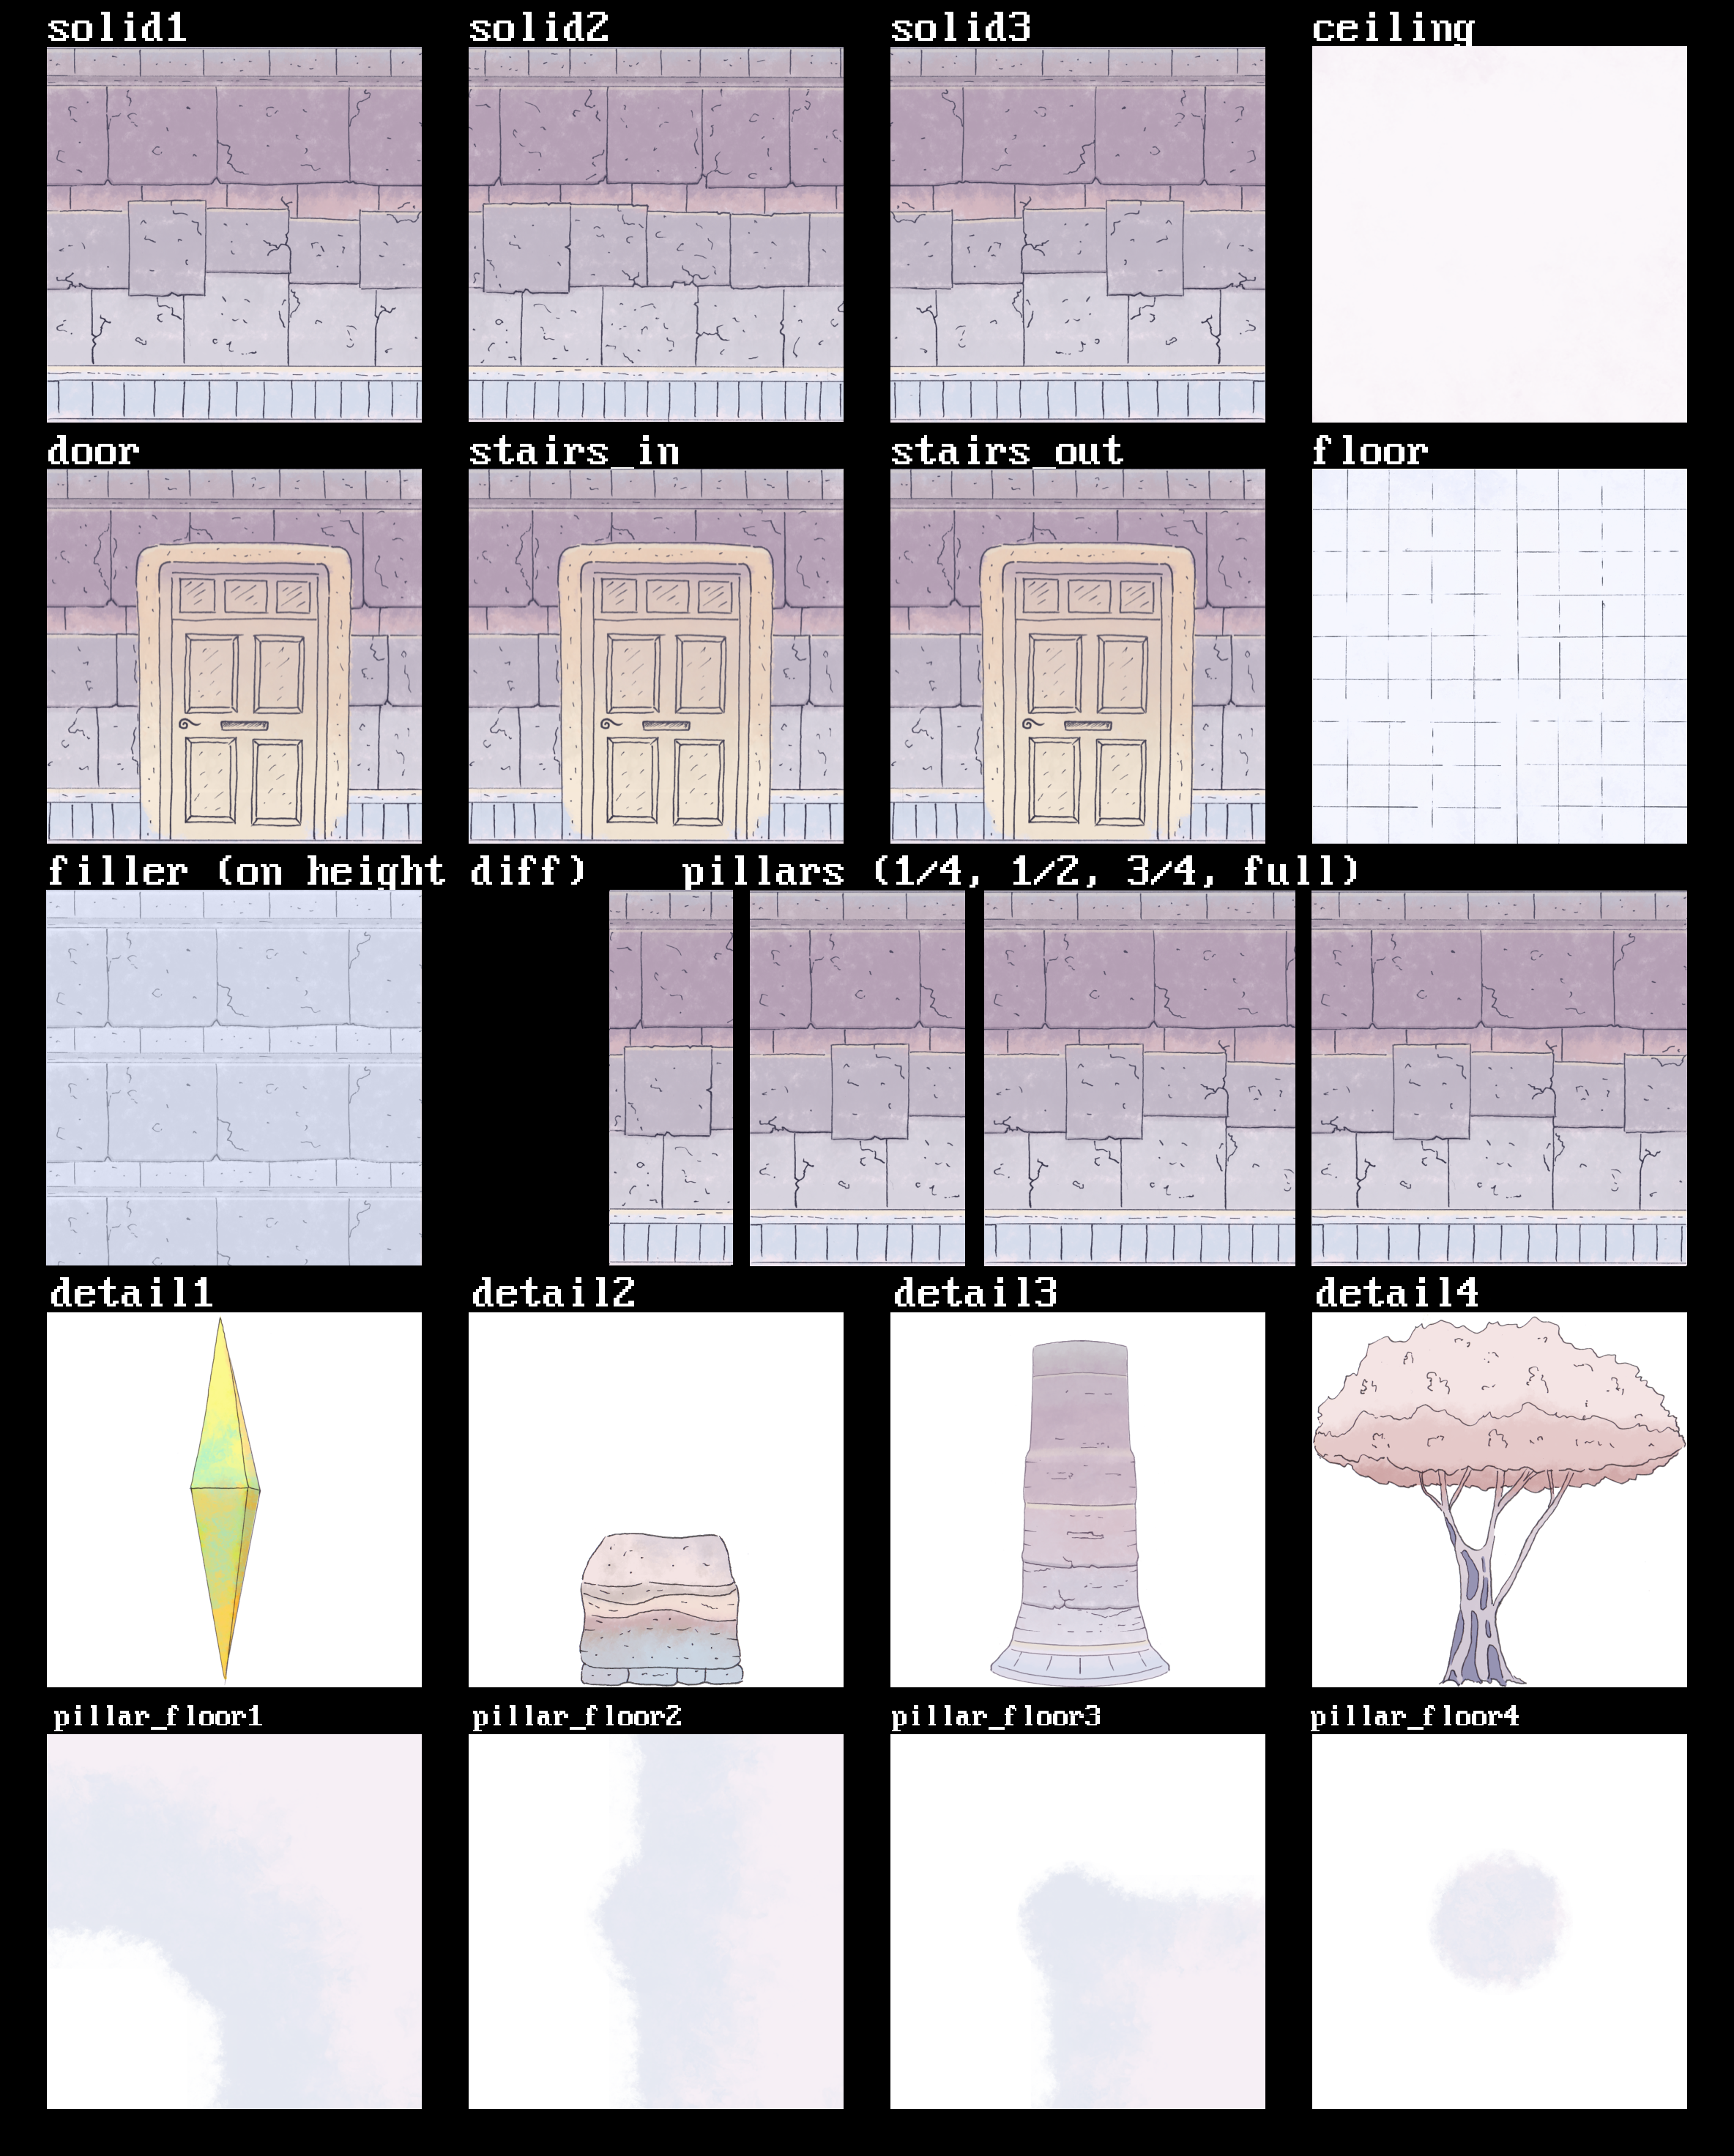 solid1 solid2 solid3 ceiling
door stairs_in stairs_out floor
filler (on height diff) pillars (1/4, 1/2, 3/4, full)
detail1 detail2 detail3 detail4
pillar_floor1 pillar_floor2 pillar_floor3 pillar_floor4